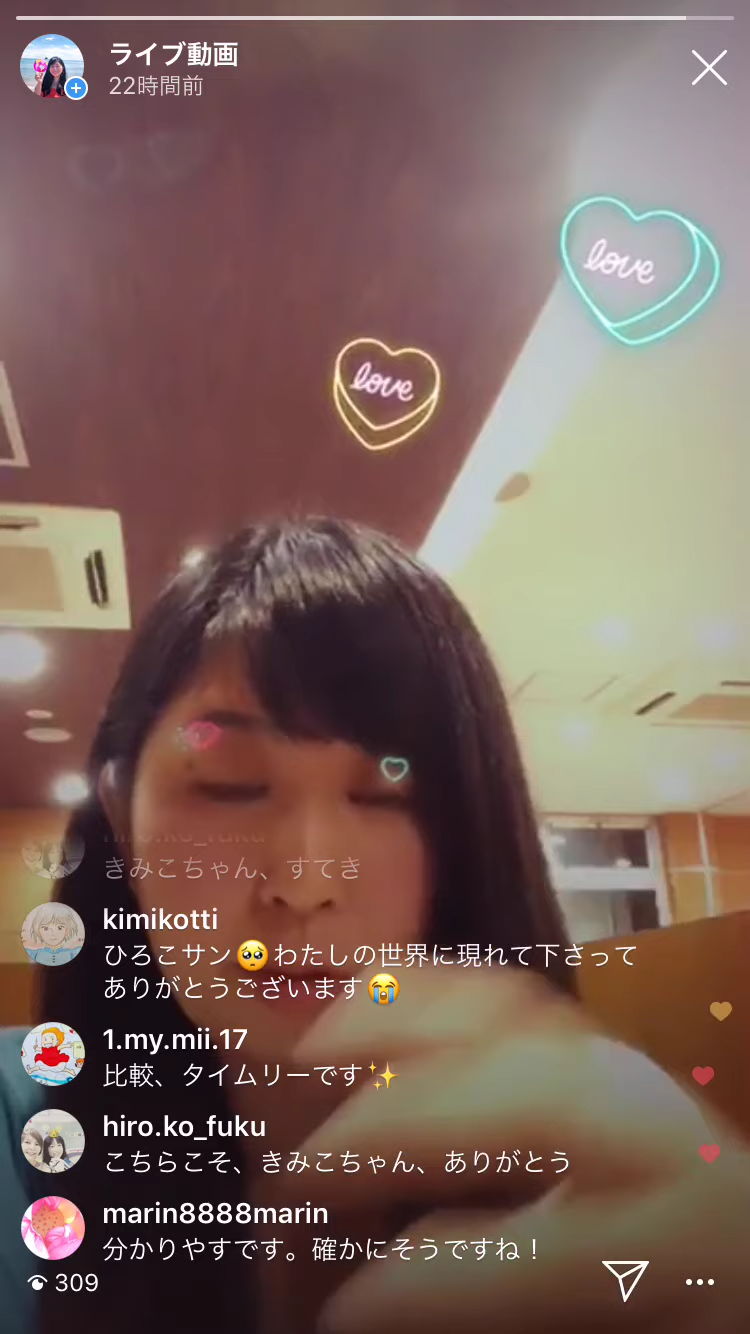 ライブ動画
22時間前
love
love
hiro.ko_fuku
きみこちゃん、すてき
kimikotti
ひろこサン🥺わたしの世界に現れて下さって
ありがとうございます😭
1.my.mii.17
比較、タイムリーです✨
hiro.ko_fuku
こちらこそ、きみこちゃん、ありがとう
marin8888marin
分かりやすです。確かにそうですね！
309